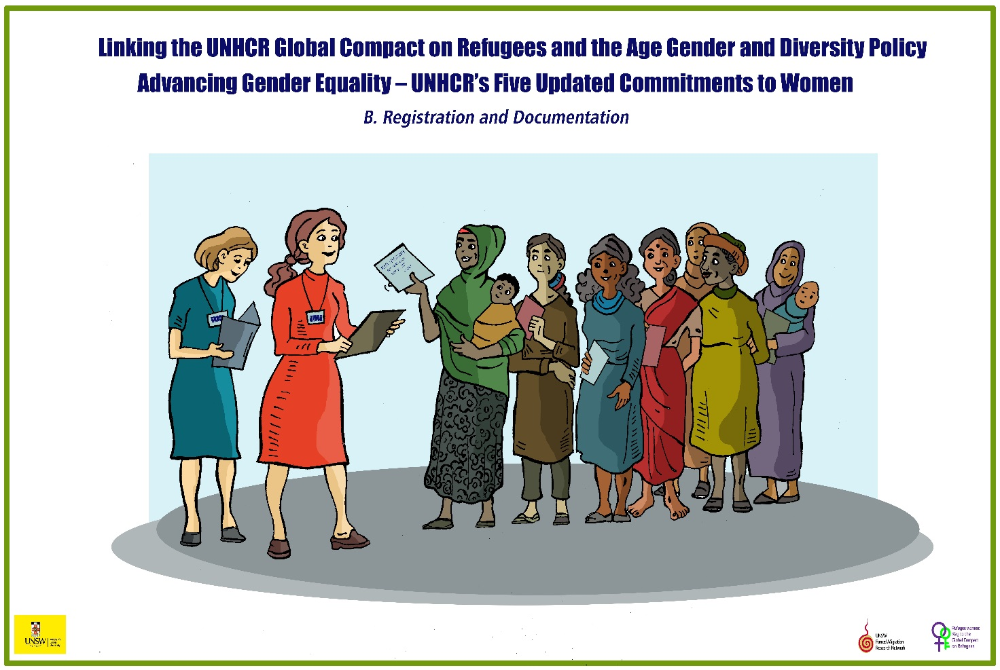 Linking the UNHCR Global Compact on Refugees and the Age Gender and Diversity Policy
Advancing Gender Equality – UNHCR's Five Updated Commitments to Women
B. Registration and Documentation
UNHCR
UNHCR
UNSW
UNSW
Forced Migration
Research Network
Refugee women:
Key to the
Global Compact
on Refugees